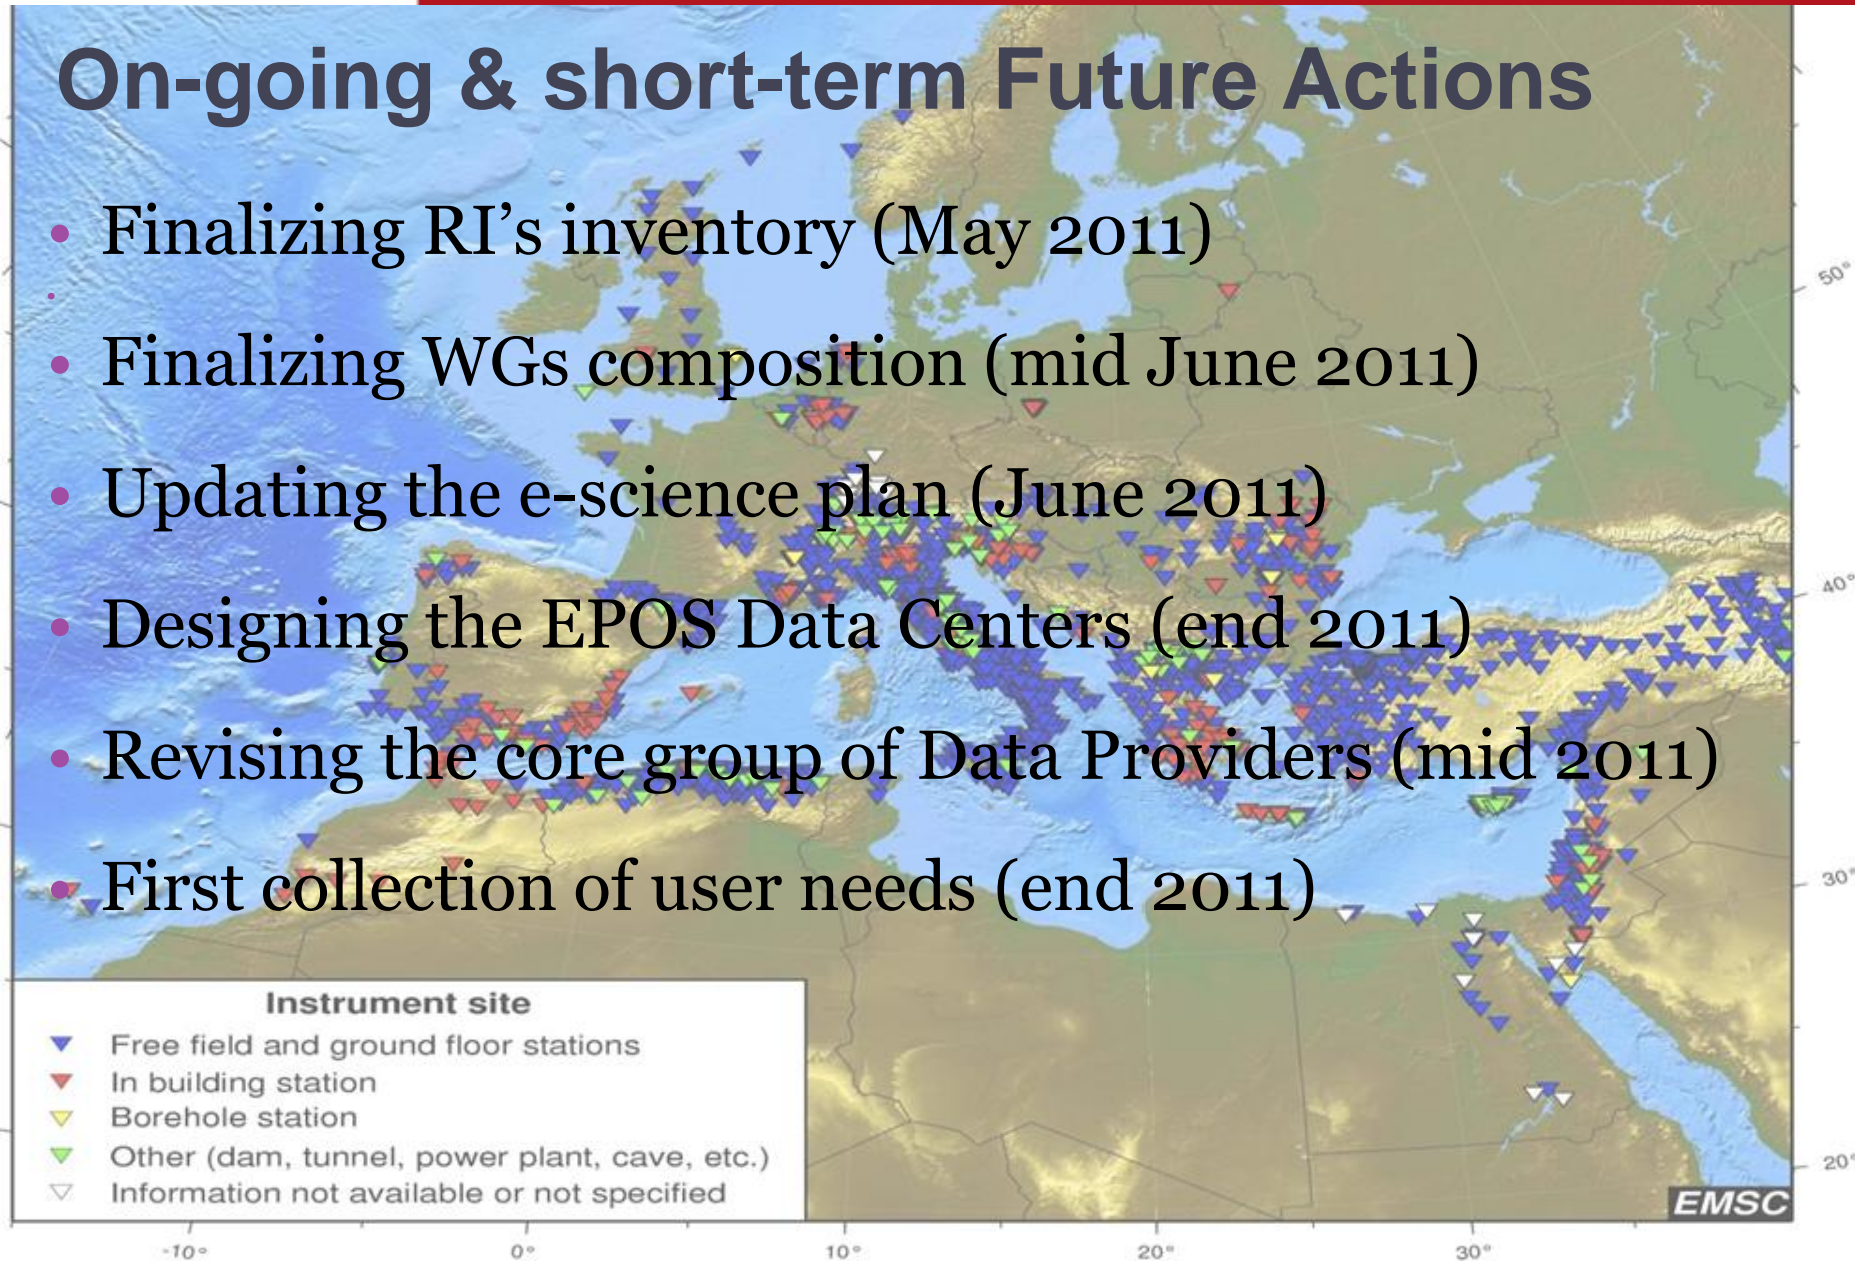 On-going & short-term Future Actions
• Finalizing RI’s inventory (May 2011)
•
• Finalizing WGs composition (mid June 2011)
• Updating the e-science plan (June 2011)
• Designing the EPOS Data Centers (end 2011)
• Revising the core group of Data Providers (mid 2011)
• First collection of user needs (end 2011)
50°
40°
30°
20°
Instrument site
Free field and ground floor stations
In building station
Borehole station
Other (dam, tunnel, power plant, cave, etc.)
Information not available or not specified
EMSC
-10° 0° 10° 20° 30°